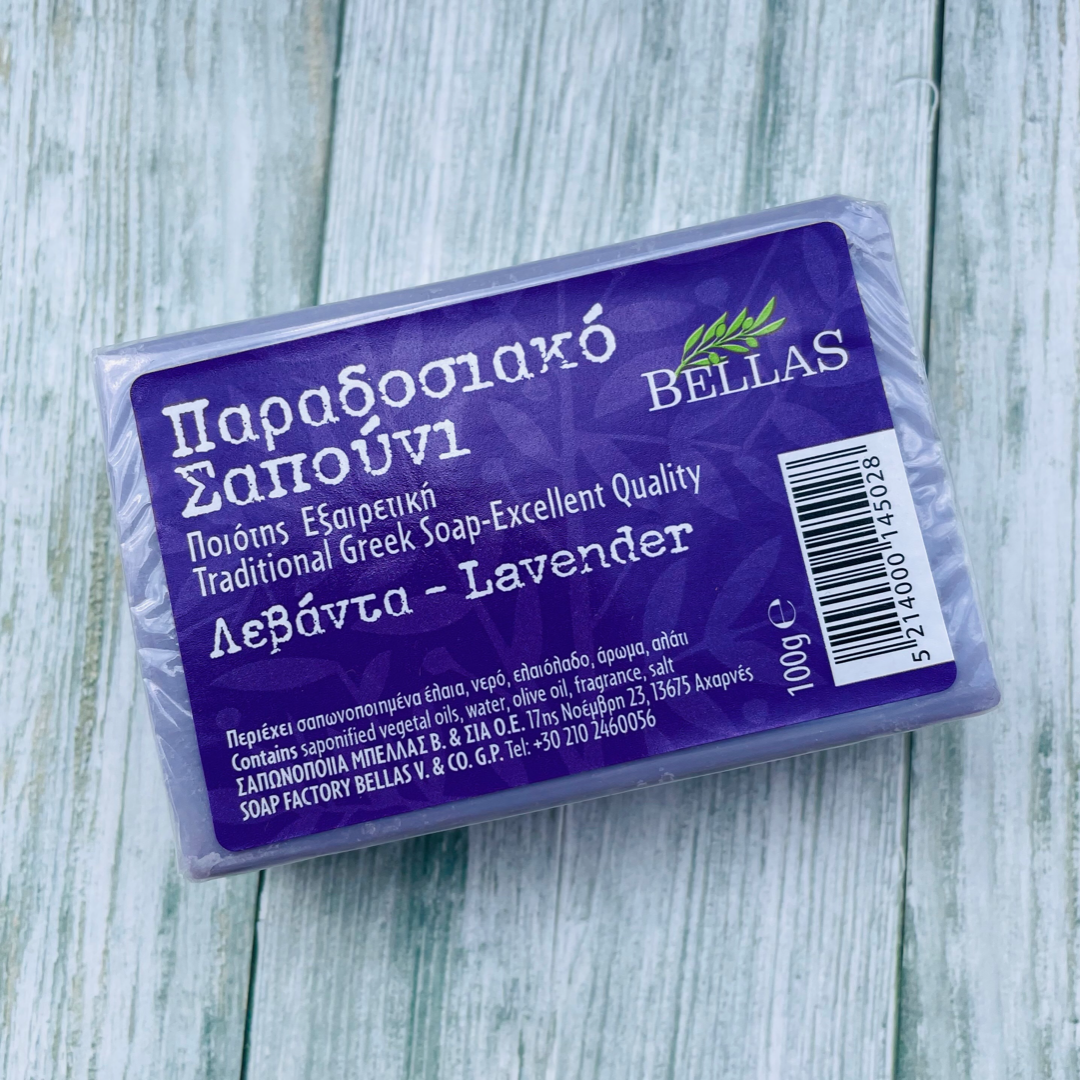 Παραδοσιακό
Σαπούνι
Ποιότης Εξαιρετική
Traditional Greek Soap-Excellent Quality
Λεβάντα - Lavender
BELLAS
Περιέχει σαπωνοποιημένα έλαια, νερό, ελαιόλαδο, άρωμα, αλάτι
Contains saponified vegetal oils, water, olive oil, fragrance, salt
ΣΑΠΩΝΟΠΟΙΙΑ ΜΠΕΛΛΑΣ Β. & ΣΙΑ Ο.Ε. 17ης Νοέμβρη 23, 13675 Αχαρνές
SOAP FACTORY BELLAS V. & CO. G.P. Tel: +30 210 2460056
100g e
5 214000 145028